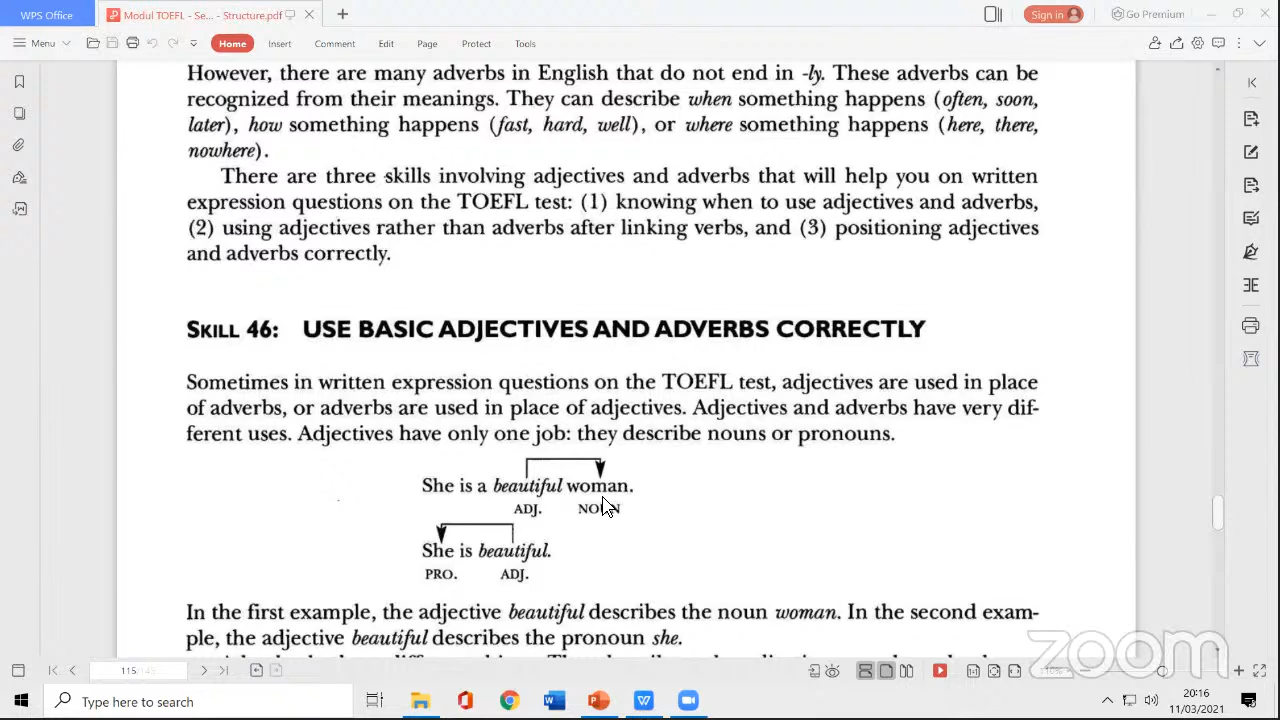 WPS Office
Modul TOEFL - Se... - Structure.pdf
Sign in
Go Premium
Menu
Home
Insert
Comment
Edit
Page
Protect
Tools
However, there are many adverbs in English that do not end in -ly. These adverbs can be
recognized from their meanings. They can describe when something happens (often, soon,
later), how something happens (fast, hard, well), or where something happens (here, there,
nowhere).
There are three skills involving adjectives and adverbs that will help you on written
expression questions on the TOEFL test: (1) knowing when to use adjectives and adverbs,
(2) using adjectives rather than adverbs after linking verbs, and (3) positioning adjectives
and adverbs correctly.
SKILL 46: USE BASIC ADJECTIVES AND ADVERBS CORRECTLY
Sometimes in written expression questions on the TOEFL test, adjectives are used in place
of adverbs, or adverbs are used in place of adjectives. Adjectives and adverbs have very dif-
ferent uses. Adjectives have only one job: they describe nouns or pronouns.
She is a beautiful woman.
ADJ. NOUN
She is beautiful.
PRO. ADJ.
In the first example, the adjective beautiful describes the noun woman. In the second exam-
ple, the adjective beautiful describes the pronoun she.
zoom
Type here to search
20:16
11/03/2021